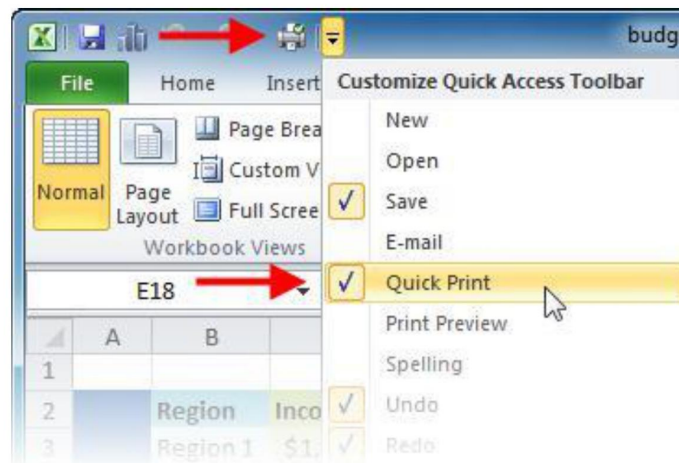 budg
File Home Insert
Customize Quick Access Toolbar
New
Open
Save
E-mail
Quick Print
Print Preview
Spelling
Undo
Redo
Normal
Page
Layout
Page Brea
Custom V
Full Scree
Workbook Views
E18
A B
1
2 Region Inco
3 Region 1 $1,